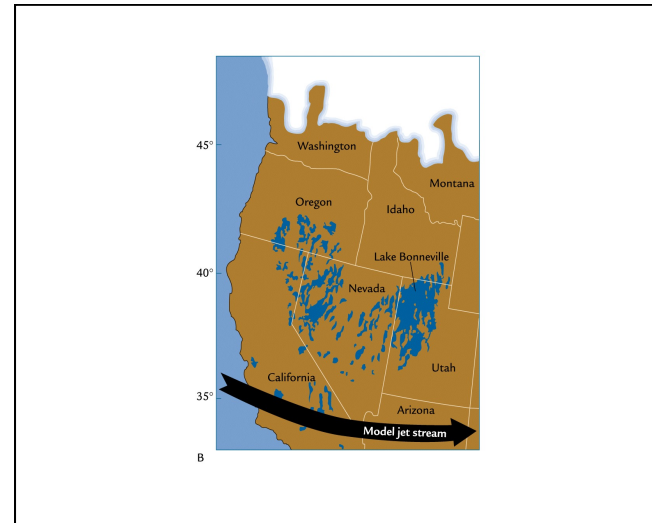 45°
Washington
Montana
Oregon
Idaho
Lake Bonneville
40°
Nevada
Utah
California
35°
Arizona
Model jet stream
B